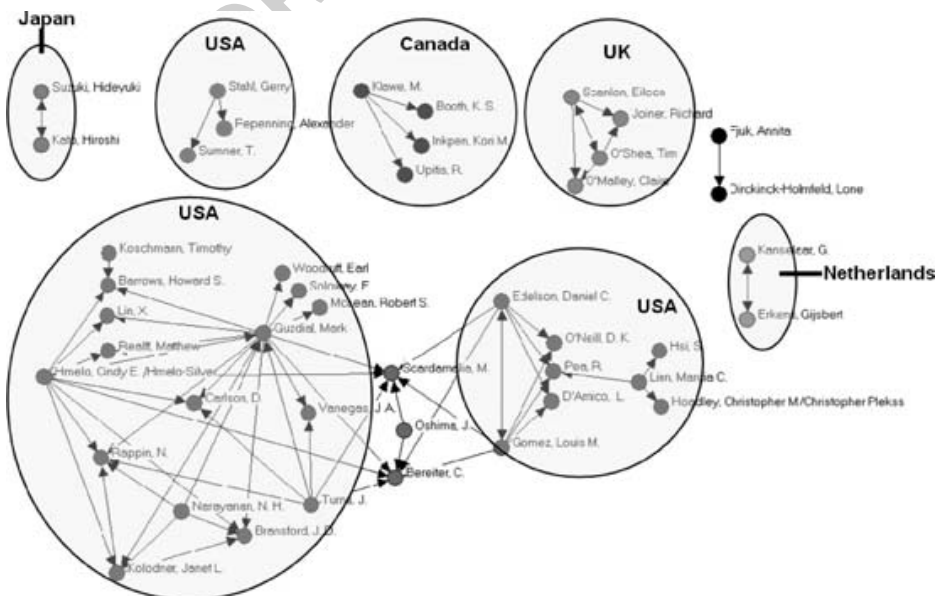 Japan
USA
Canada
UK
Suzuki, Hideyuki
Kato, Hiroshi
Stahl, Gerry
Repenning, Alexander
Sumner, T.
Klawe, M.
Booth, K. S.
Inkpen, Kori M.
Upitis, R.
Scanlon, Eileen
Joiner, Richard
O'Shea, Tim
O'Malley, Claire
Fjuk, Annita
Dirckinck-Holmfeld, Lone
USA
Koschmann, Timothy
Barrows, Howard S.
Lin, X.
Realff, Matthew
Hmelo, Cindy E. /Hmelo-Silver
Woodruff, Earl
Soloway, E.
McLean, Robert S.
Guzdial, Mark
Carlson, D.
Vanegas, J A.
Rappin, N.
Narayanan, N. H.
Turns, J.
Bransford, J. D.
Kolodner, Janet L.
Scardamalia, M.
Oshima, J.
Bereiter, C.
USA
Edelson, Daniel C.
O'Neill, D. K.
Pea, R.
D'Amico, L.
Gomez, Louis M.
Hsi, S.
Linn, Marcia C.
Hoadley, Christopher M/Christopher
Kanselaar, G.
Netherlands
Erkens, Gijsbert